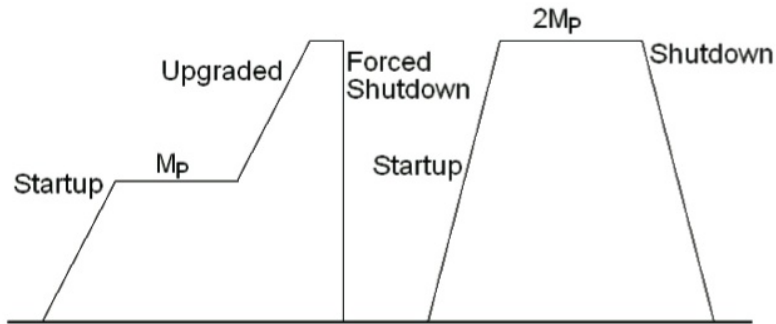 2Mₚ
Upgraded
Forced
Shutdown
Shutdown
Mₚ
Startup
Startup